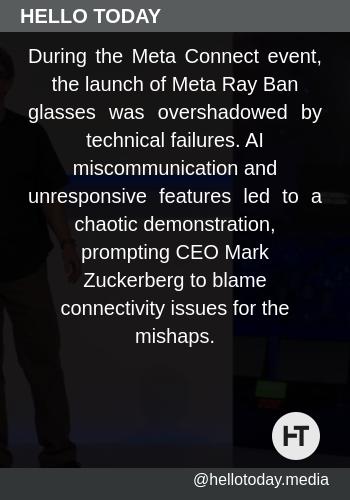 HELLO TODAY
During the Meta Connect event,
the launch of Meta Ray Ban
glasses was overshadowed by
technical failures. AI
miscommunication and
unresponsive features led to a
chaotic demonstration,
prompting CEO Mark
Zuckerberg to blame
connectivity issues for the
mishaps.
HT
@hellotoday.media